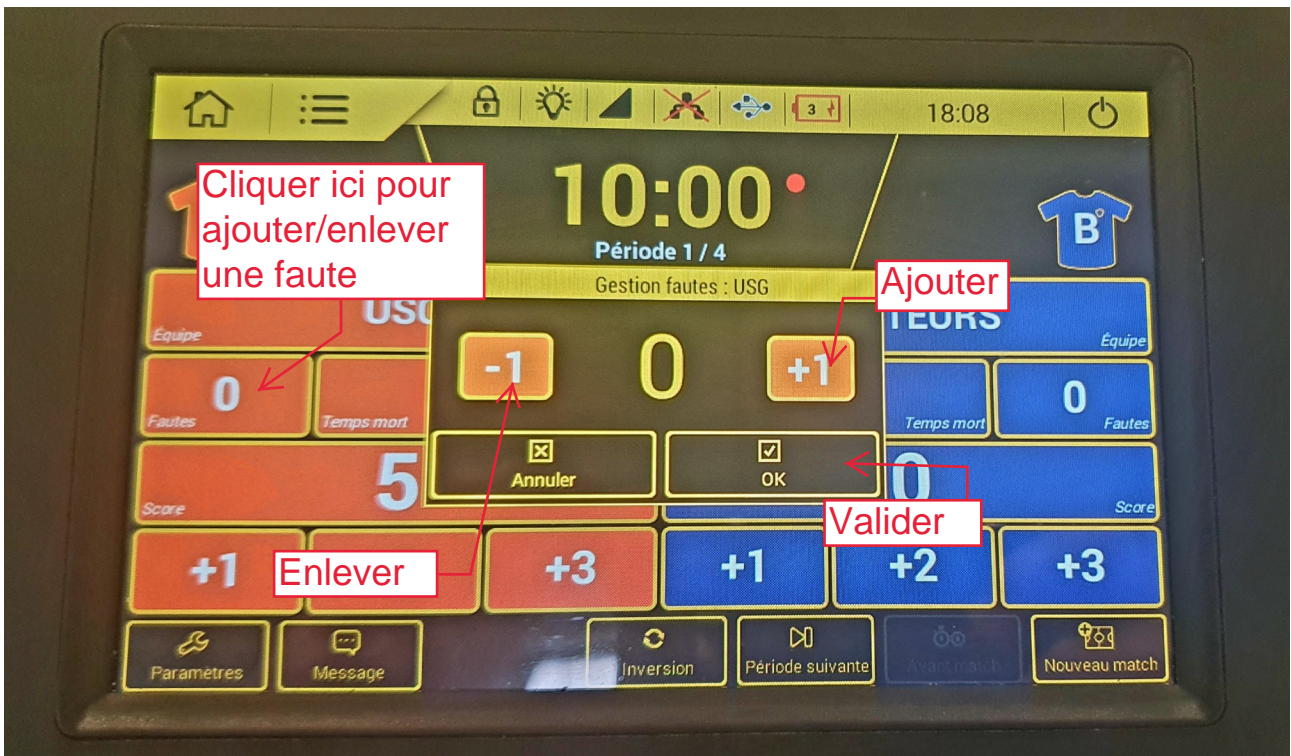 3
18:08
Cliquer ici pour
ajouter/enlever
une faute
10:00
Période 1 / 4
B
Gestion fautes : USG
Ajouter
Équipe
Équipe
-1
0
+1
0
Fautes
Temps mort
Temps mort
0
Fautes
Annuler
OK
5
Score
0
Score
Valider
Enlever
+1
+3
+1
+2
+3
Paramètres
Message
Inversion
Période suivante
Avant match
Nouveau match